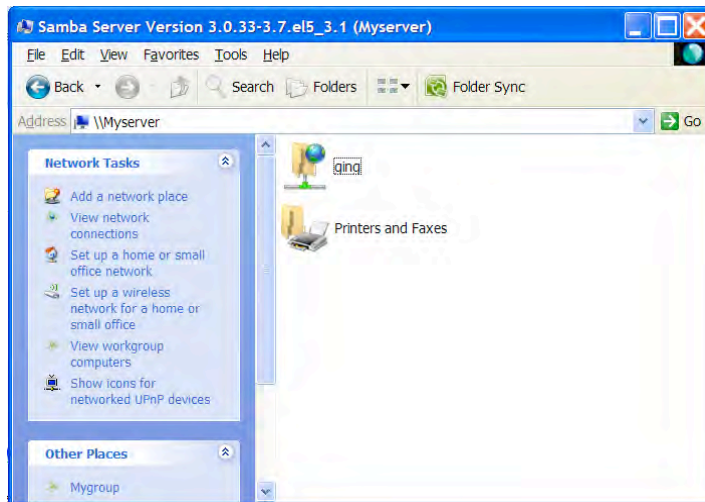 Samba Server Version 3.0.33-3.7.el5_3.1 (Myserver)
File Edit View Favorites Tools Help
Back Search Folders Folder Sync
Address \\Myserver Go
Network Tasks
Add a network place
View network
connections
Set up a home or small
office network
Set up a wireless
network for a home or
small office
View workgroup
computers
Show icons for
networked UPnP devices
Other Places
Mygroup
qinq
Printers and Faxes